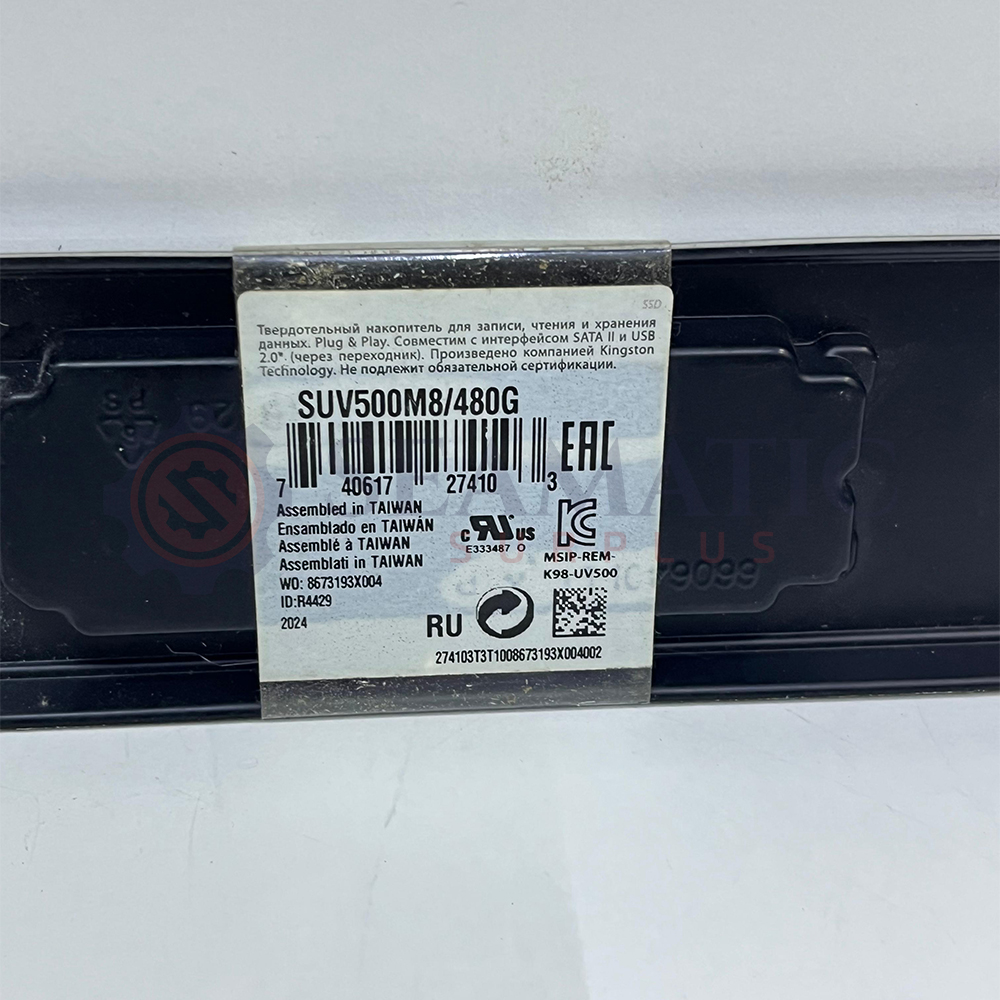 SSD
Твердотельный накопитель для записи, чтения и хранения
данных. Plug & Play. Совместим с интерфейсом SATA II и USB
2.0*. (через переходник). Произведено компанией Kingston
Technology. Не подлежит обязательной сертификации.
SUV500M8/480G
EAC
7 40617 27410 3
Assembled in TAIWAN
Ensamblado en TAIWÁN
Assemblé à TAIWAN
Assemblati in TAIWAN
c RU us
E333487 O
MSIP-REM-
K98-UV500
WO: 8673193X004
ID:R4429
2024
RU
274103T3T1008673193X004002
SURPLUS